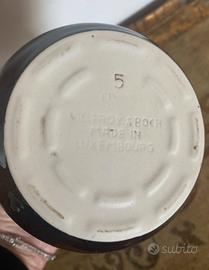 5
VILLEROY & BOCH
MADE IN
LUXEMBOURG
subito